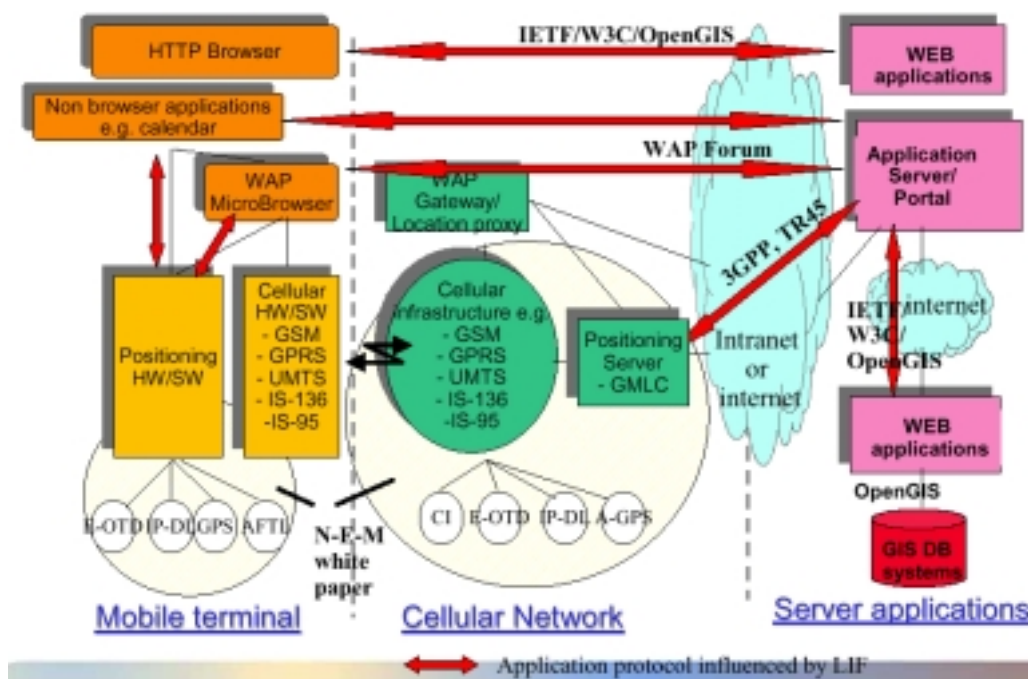 HTTP Browser
IETF/W3C/OpenGIS
WEB
applications
Non browser applications
e.g. calendar
WAP Forum
WAP
MicroBrowser
WAP
Gateway/
Location proxy
Application
Server/
Portal
3GPP, TR45
Positioning
HW/SW
Cellular
HW/SW
- GSM
- GPRS
- UMTS
- IS-136
-IS-95
Cellular
infrastructure e.g.
- GSM
- GPRS
- UMTS
- IS-136
-IS-95
Positioning
Server
- GMLC
Intranet
or
internet
internet
IETF/
W3C/
OpenGIS
WEB
applications
OpenGIS
GIS DB
systems
E-OTD
IP-DL
GPS
AFTL
N-E-M
white
paper
CI
E-OTD
IP-DL
A-GPS
Mobile terminal
Cellular Network
Server applications
Application protocol influenced by LIF